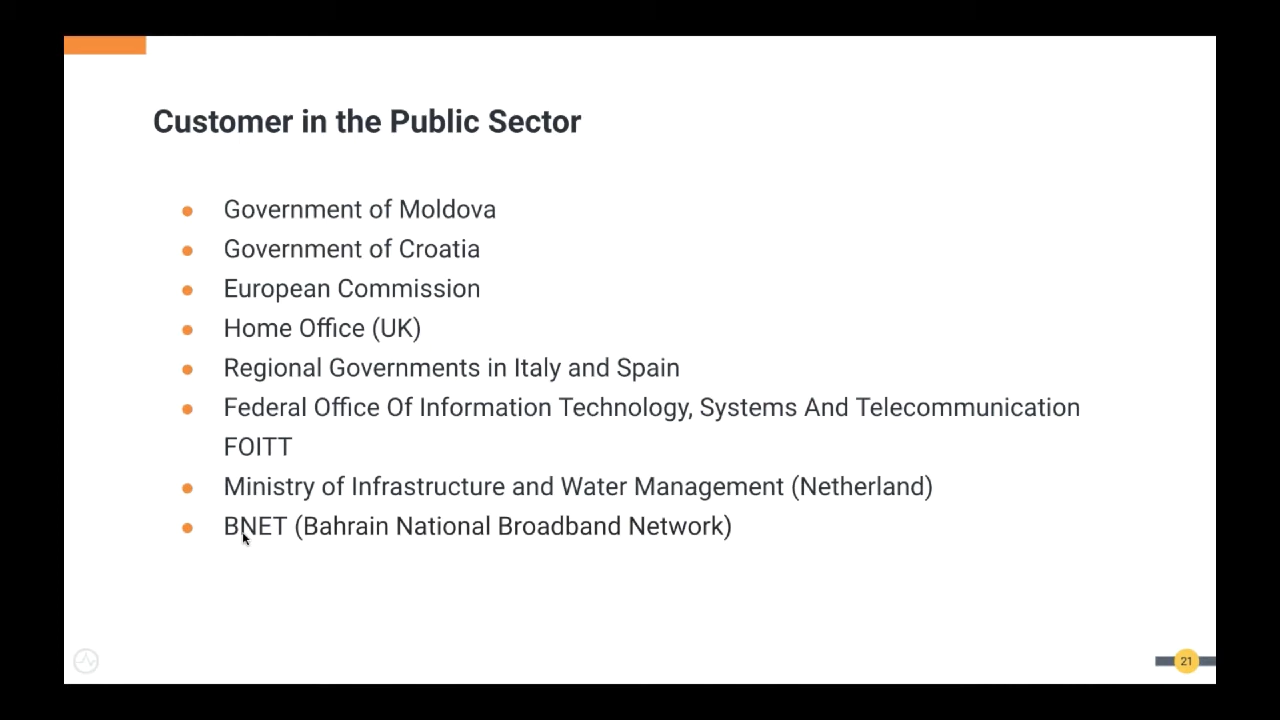 Customer in the Public Sector
● Government of Moldova
● Government of Croatia
● European Commission
● Home Office (UK)
● Regional Governments in Italy and Spain
● Federal Office Of Information Technology, Systems And Telecommunication
FOITT
● Ministry of Infrastructure and Water Management (Netherland)
● BNET (Bahrain National Broadband Network)
21